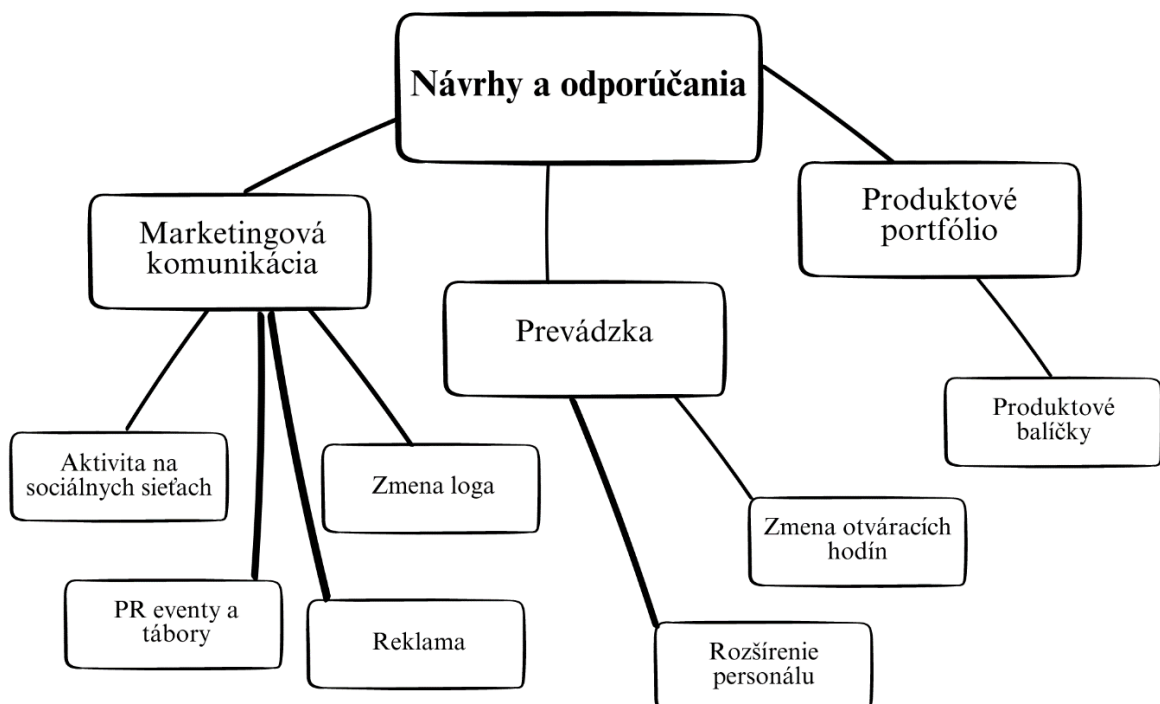 Návrhy a odporúčania
Marketingová
komunikácia
Prevádzka
Produktové
portfólio
Aktivita na
sociálnych sieťach
PR eventy a
tábory
Reklama
Zmena loga
Rozšírenie
personálu
Zmena otváracích
hodín
Produktové
balíčky